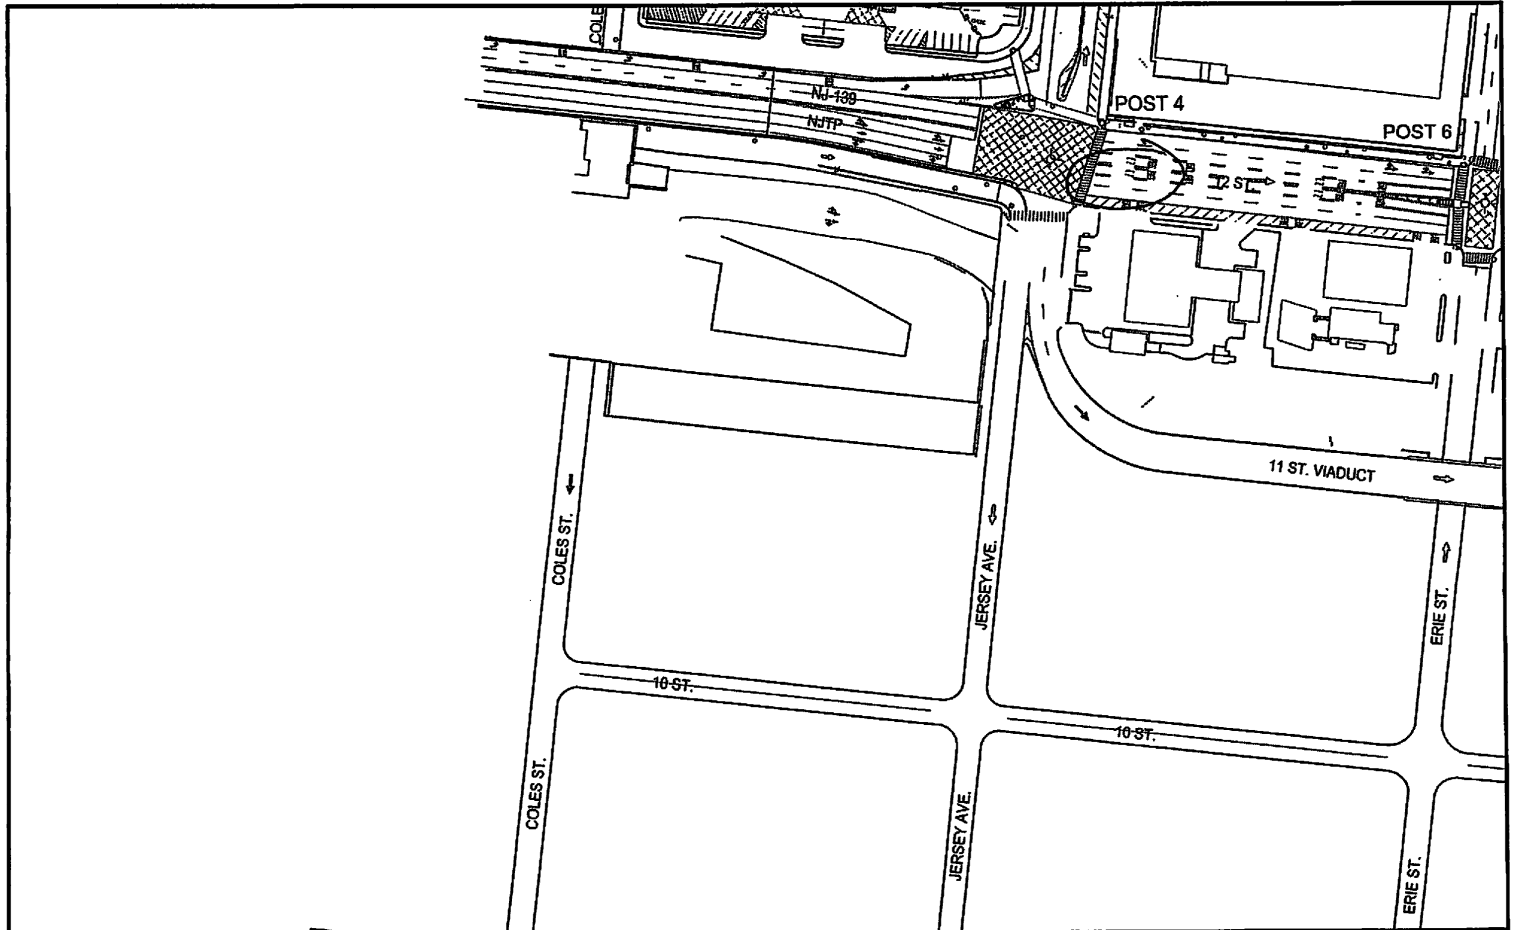 COLE
NJ-139
NJTP
POST 4
POST 6
12 ST.
11 ST. VIADUCT
COLES ST.
JERSEY AVE.
ERIE ST.
10 ST.
10 ST.
COLES ST.
JERSEY AVE.
ERIE ST.